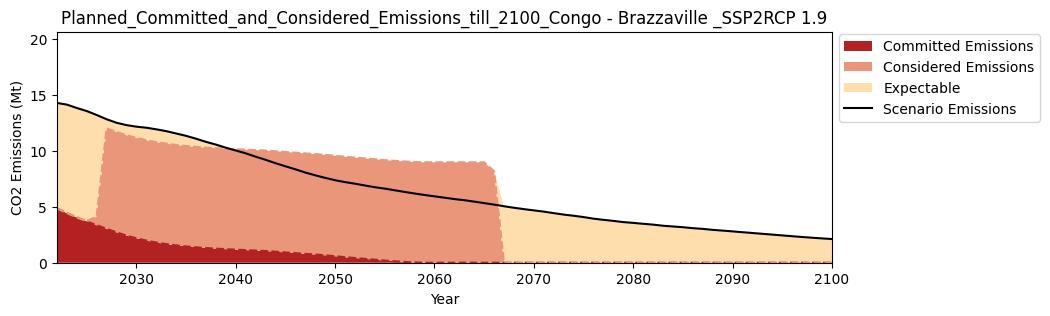 Planned_Committed_and_Considered_Emissions_till_2100_Congo - Brazzaville _SSP2RCP 1.9
CO2 Emissions (Mt)
20
15
10
5
0
2030 2040 2050 2060 2070 2080 2090 2100
Year
Committed Emissions
Considered Emissions
Expectable
Scenario Emissions